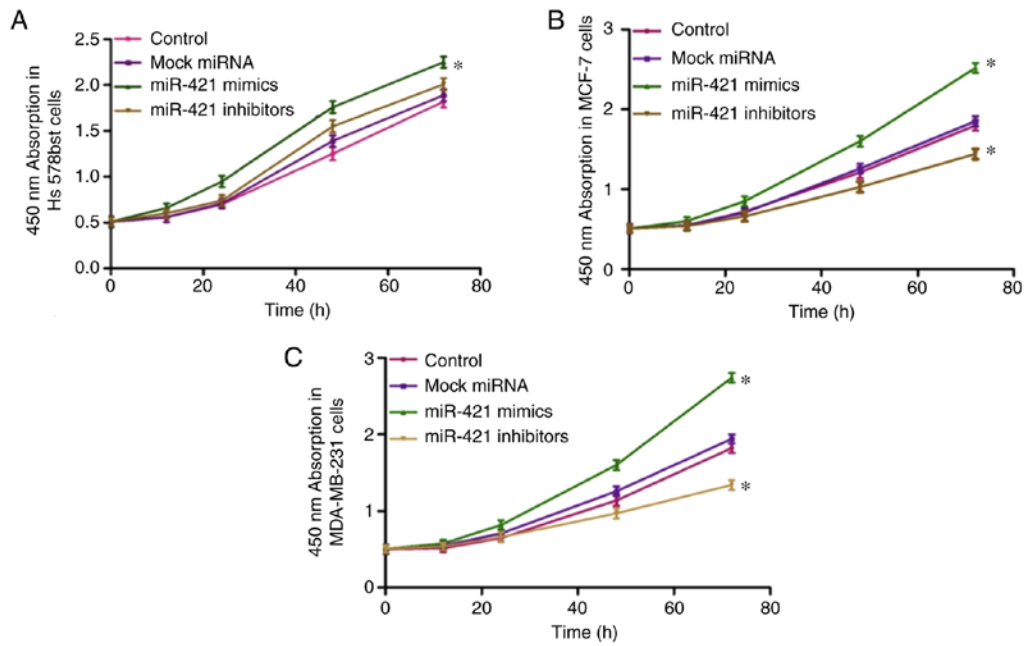 A
450 nm Absorption in
Hs 578bst cells
2.5
2.0
1.5
1.0
0.5
0.0
Control
Mock miRNA
miR-421 mimics
miR-421 inhibitors
*
0
20
40
60
80
Time (h)
B
450 nm Absorption in MCF-7 cells
3
2
1
0
Control
Mock miRNA
miR-421 mimics
miR-421 inhibitors
*
*
0
20
40
60
80
Time (h)
C
450 nm Absorption in
MDA-MB-231 cells
3
2
1
0
Control
Mock miRNA
miR-421 mimics
miR-421 inhibitors
*
*
0
20
40
60
80
Time (h)